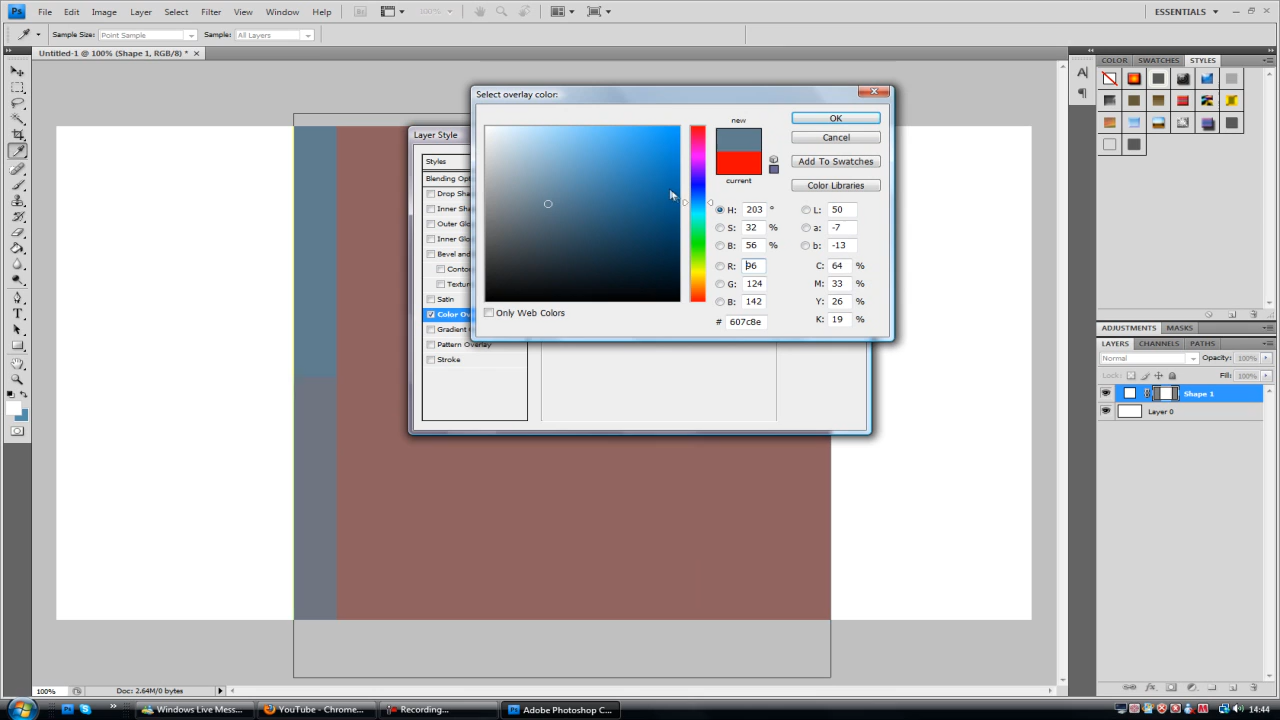 Ps File Edit Image Layer Select Filter View Window Help 100% ESSENTIALS
Sample Size: Point Sample Sample: All Layers
Untitled-1 @ 100% (Shape 1, RGB/8) * ×
COLOR SWATCHES STYLES
Select overlay color:
new
OK
Cancel
Add To Swatches
current
Color Libraries
H: 203 ° L: 50
S: 32 % a: -7
B: 56 % b: -13
R: 96 C: 64 %
G: 124 M: 33 %
B: 142 Y: 26 %
# 607c8e K: 19 %
Only Web Colors
Layer Style
Styles
Blending Opti
Drop Sha
Inner Sha
Outer Glo
Inner Glo
Bevel and
Contou
Textur
Satin
Color Ov
Gradient
Pattern Overlay
Stroke
ADJUSTMENTS MASKS
LAYERS CHANNELS PATHS
Normal Opacity: 100%
Lock: Fill: 100%
Shape 1
Layer 0
100% Doc: 2.64M/0 bytes
Windows Live Mess... YouTube - Chrome... Recording... Adobe Photoshop C... 14:44